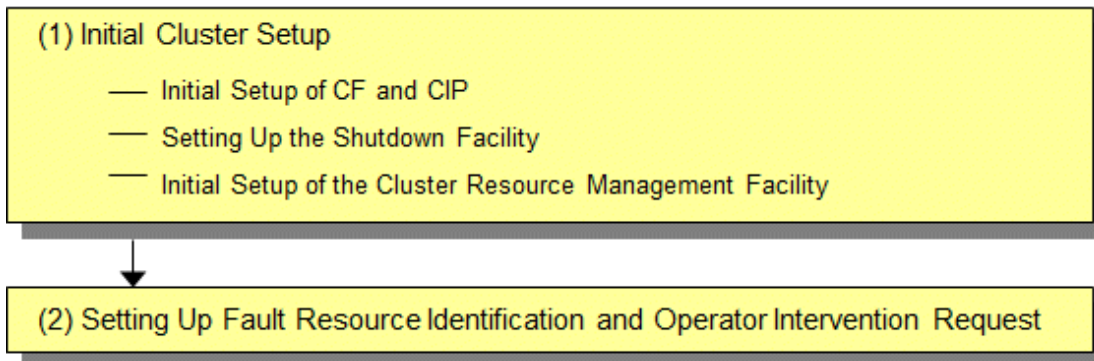 (1) Initial Cluster Setup
Initial Setup of CF and CIP
Setting Up the Shutdown Facility
Initial Setup of the Cluster Resource Management Facility
(2) Setting Up Fault Resource Identification and Operator Intervention Request